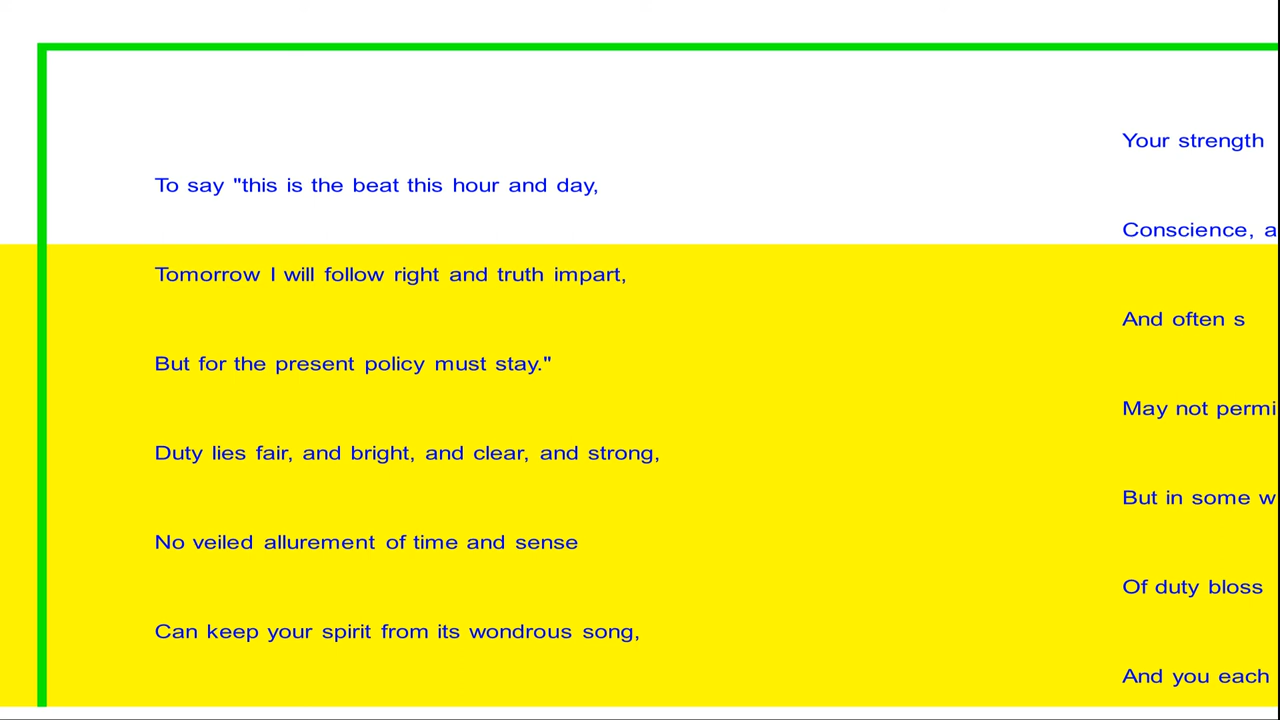 To say "this is the beat this hour and day,
Tomorrow I will follow right and truth impart,
But for the present policy must stay."
Duty lies fair, and bright, and clear, and strong,
No veiled allurement of time and sense
Can keep your spirit from its wondrous song,
Your strength
Conscience, a
And often s
May not permi
But in some w
Of duty bloss
And you each